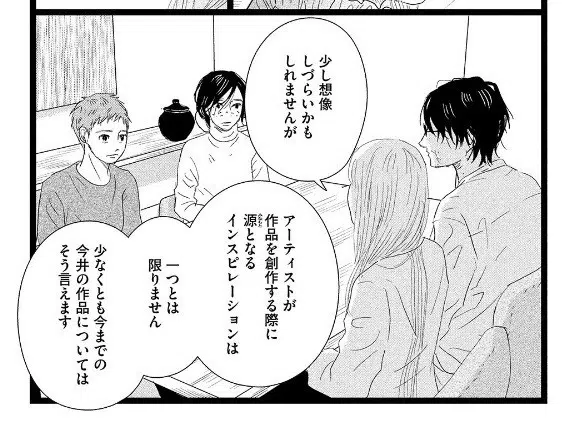 少し想像
しづらいかも
しれませんが
アーティストが
作品を創作する際に
源となる
みなもと
インスピレーションは
一つとは
限りません
少なくとも今までの
今井の作品については
そう言えます